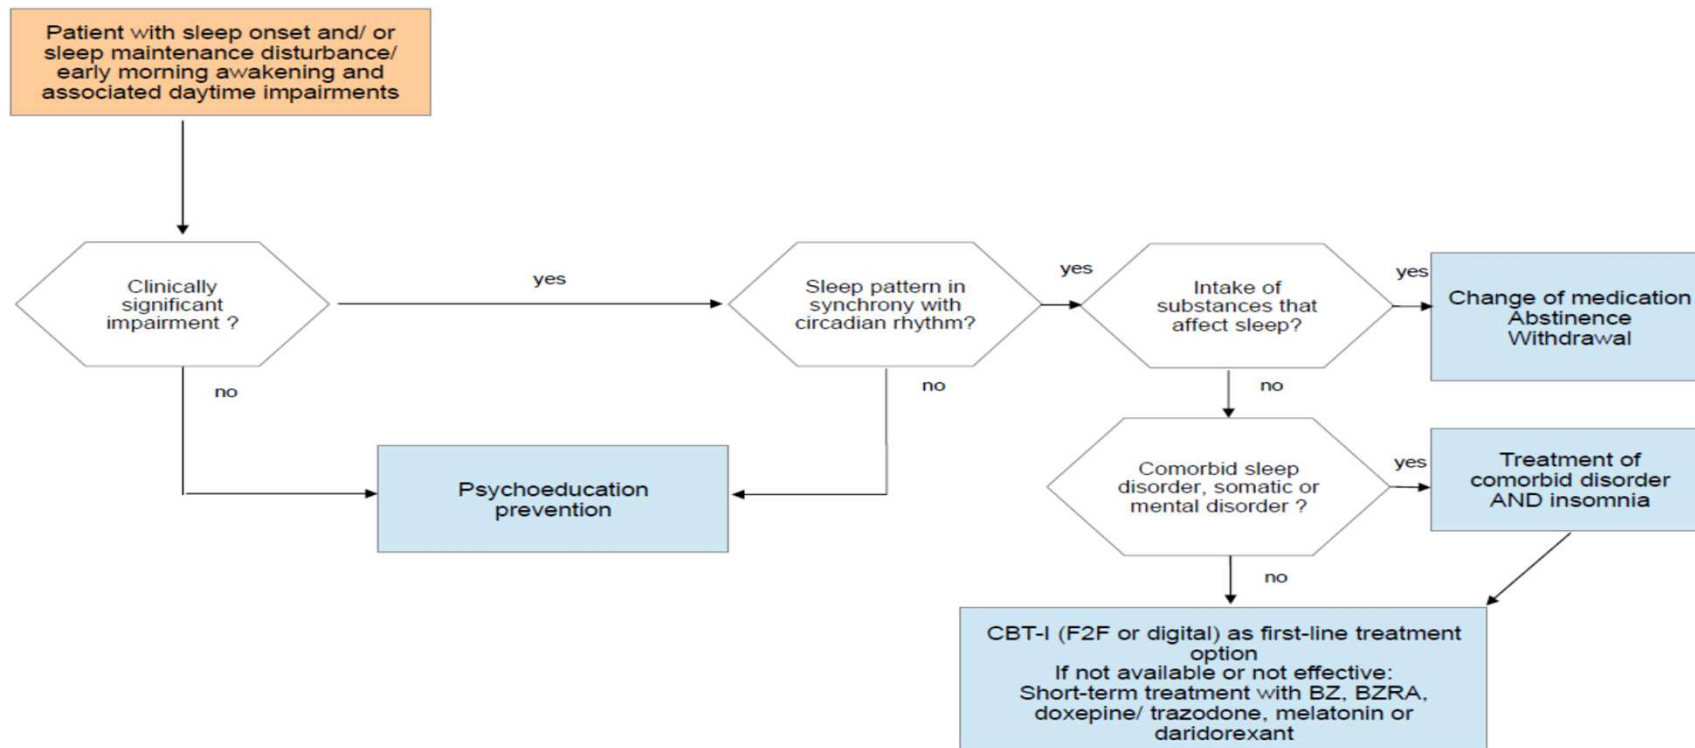 Patient with sleep onset and/ or
sleep maintenance disturbance/
early morning awakening and
associated daytime impairments
Clinically
significant
impairment ?
yes
no
Sleep pattern in
synchrony with
circadian rhythm?
yes
no
Intake of
substances that
affect sleep?
yes
no
Change of medication
Abstinence
Withdrawal
Psychoeducation
prevention
Comorbid sleep
disorder, somatic or
mental disorder ?
yes
no
Treatment of
comorbid disorder
AND insomnia
CBT-I (F2F or digital) as first-line treatment
option
If not available or not effective:
Short-term treatment with BZ, BZRA,
doxepine/ trazodone, melatonin or
daridorexant